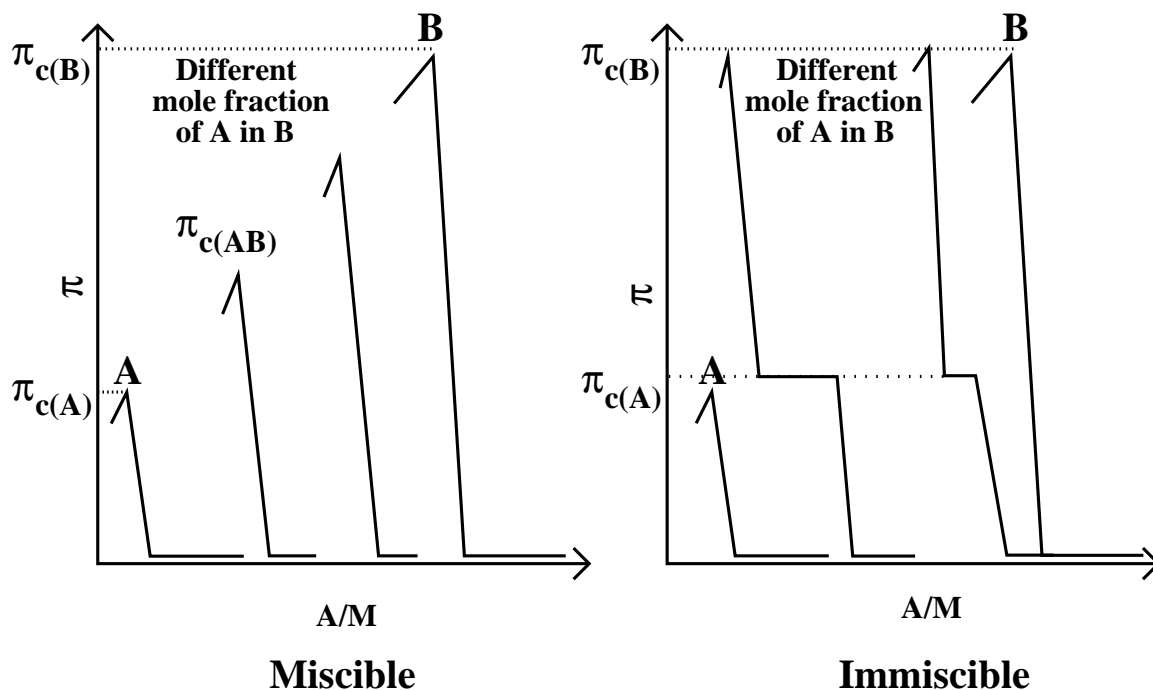 B
πc(B)
Different
mole fraction
of A in B
πc(AB)
π
A
πc(A)
A/M
Miscible
B
πc(B)
Different
mole fraction
of A in B
π
A
πc(A)
A/M
Immiscible